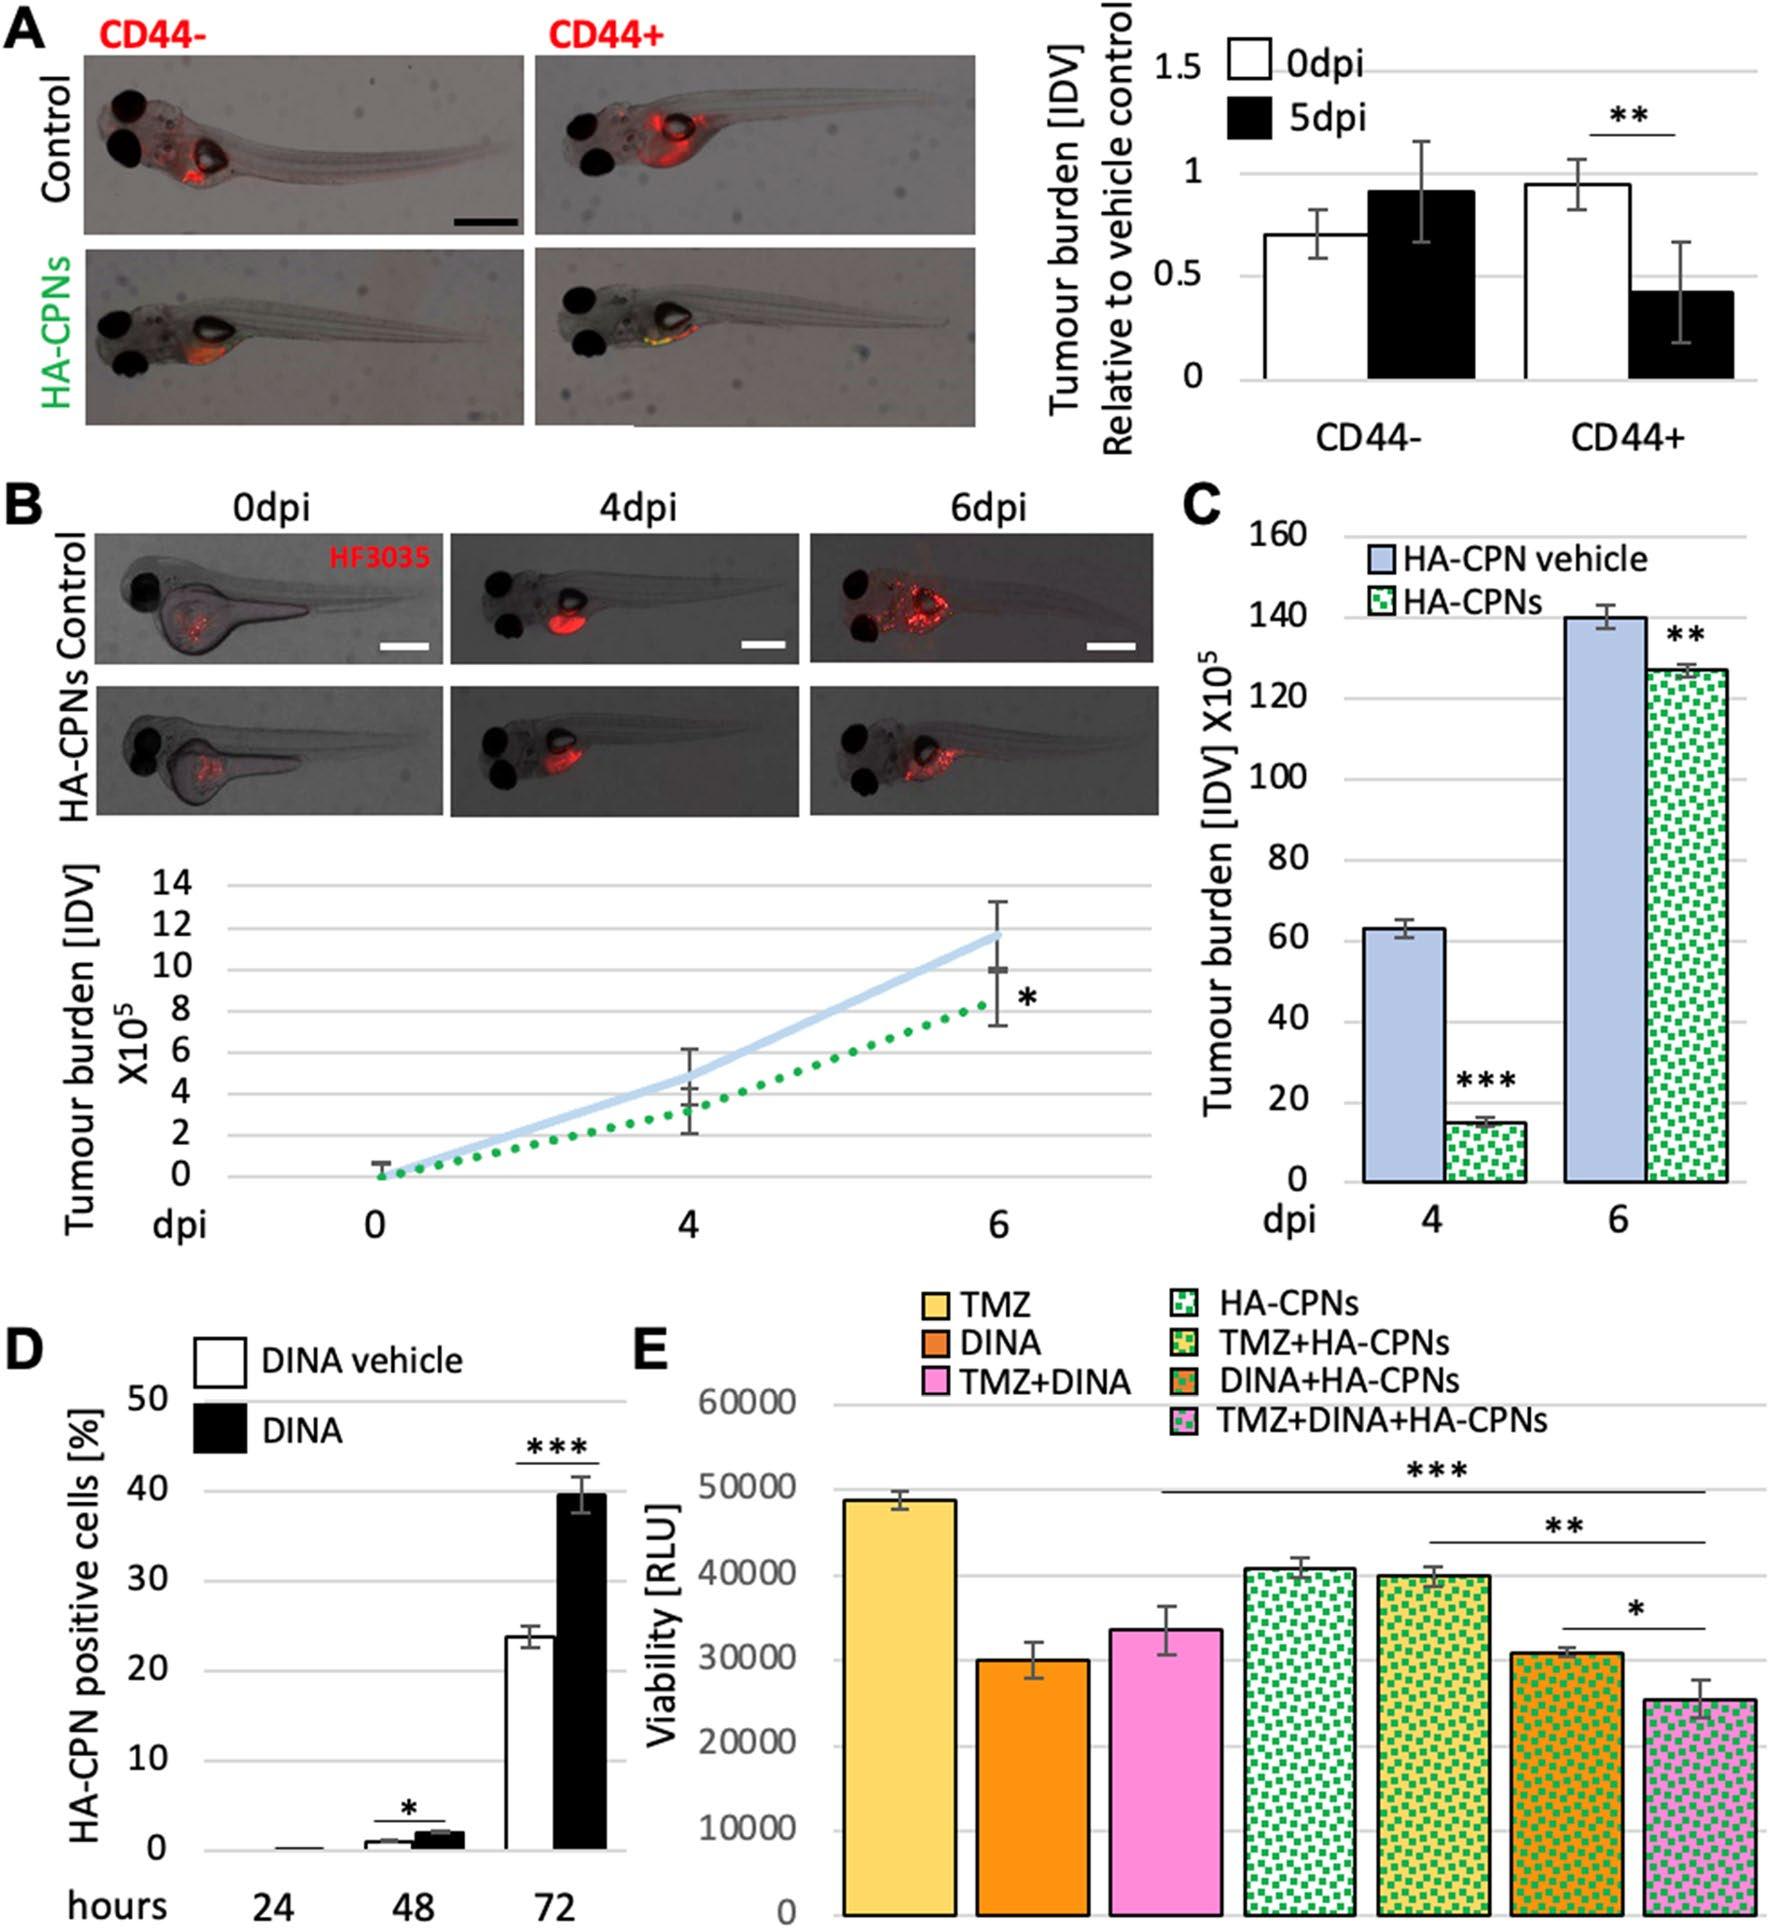 A
CD44-
CD44+
Control
HA-CPNs
Tumour burden [IDV]
Relative to vehicle control
0dpi
5dpi
1.5
1
0.5
0
**
CD44-
CD44+
B
0dpi
4dpi
6dpi
Control
HF3035
HA-CPNs
Tumour burden [IDV]
X10⁵
14
12
10
8
6
4
2
0
*
dpi
0
4
6
C
HA-CPN vehicle
HA-CPNs
Tumour burden [IDV] X10⁵
160
140
120
100
80
60
40
20
0
***
**
dpi
4
6
D
DINA vehicle
DINA
HA-CPN positive cells [%]
50
40
30
20
10
0
*
***
hours
24
48
72
E
TMZ
DINA
TMZ+DINA
HA-CPNs
TMZ+HA-CPNs
DINA+HA-CPNs
TMZ+DINA+HA-CPNs
Viability [RLU]
60000
50000
40000
30000
20000
10000
0
***
**
*